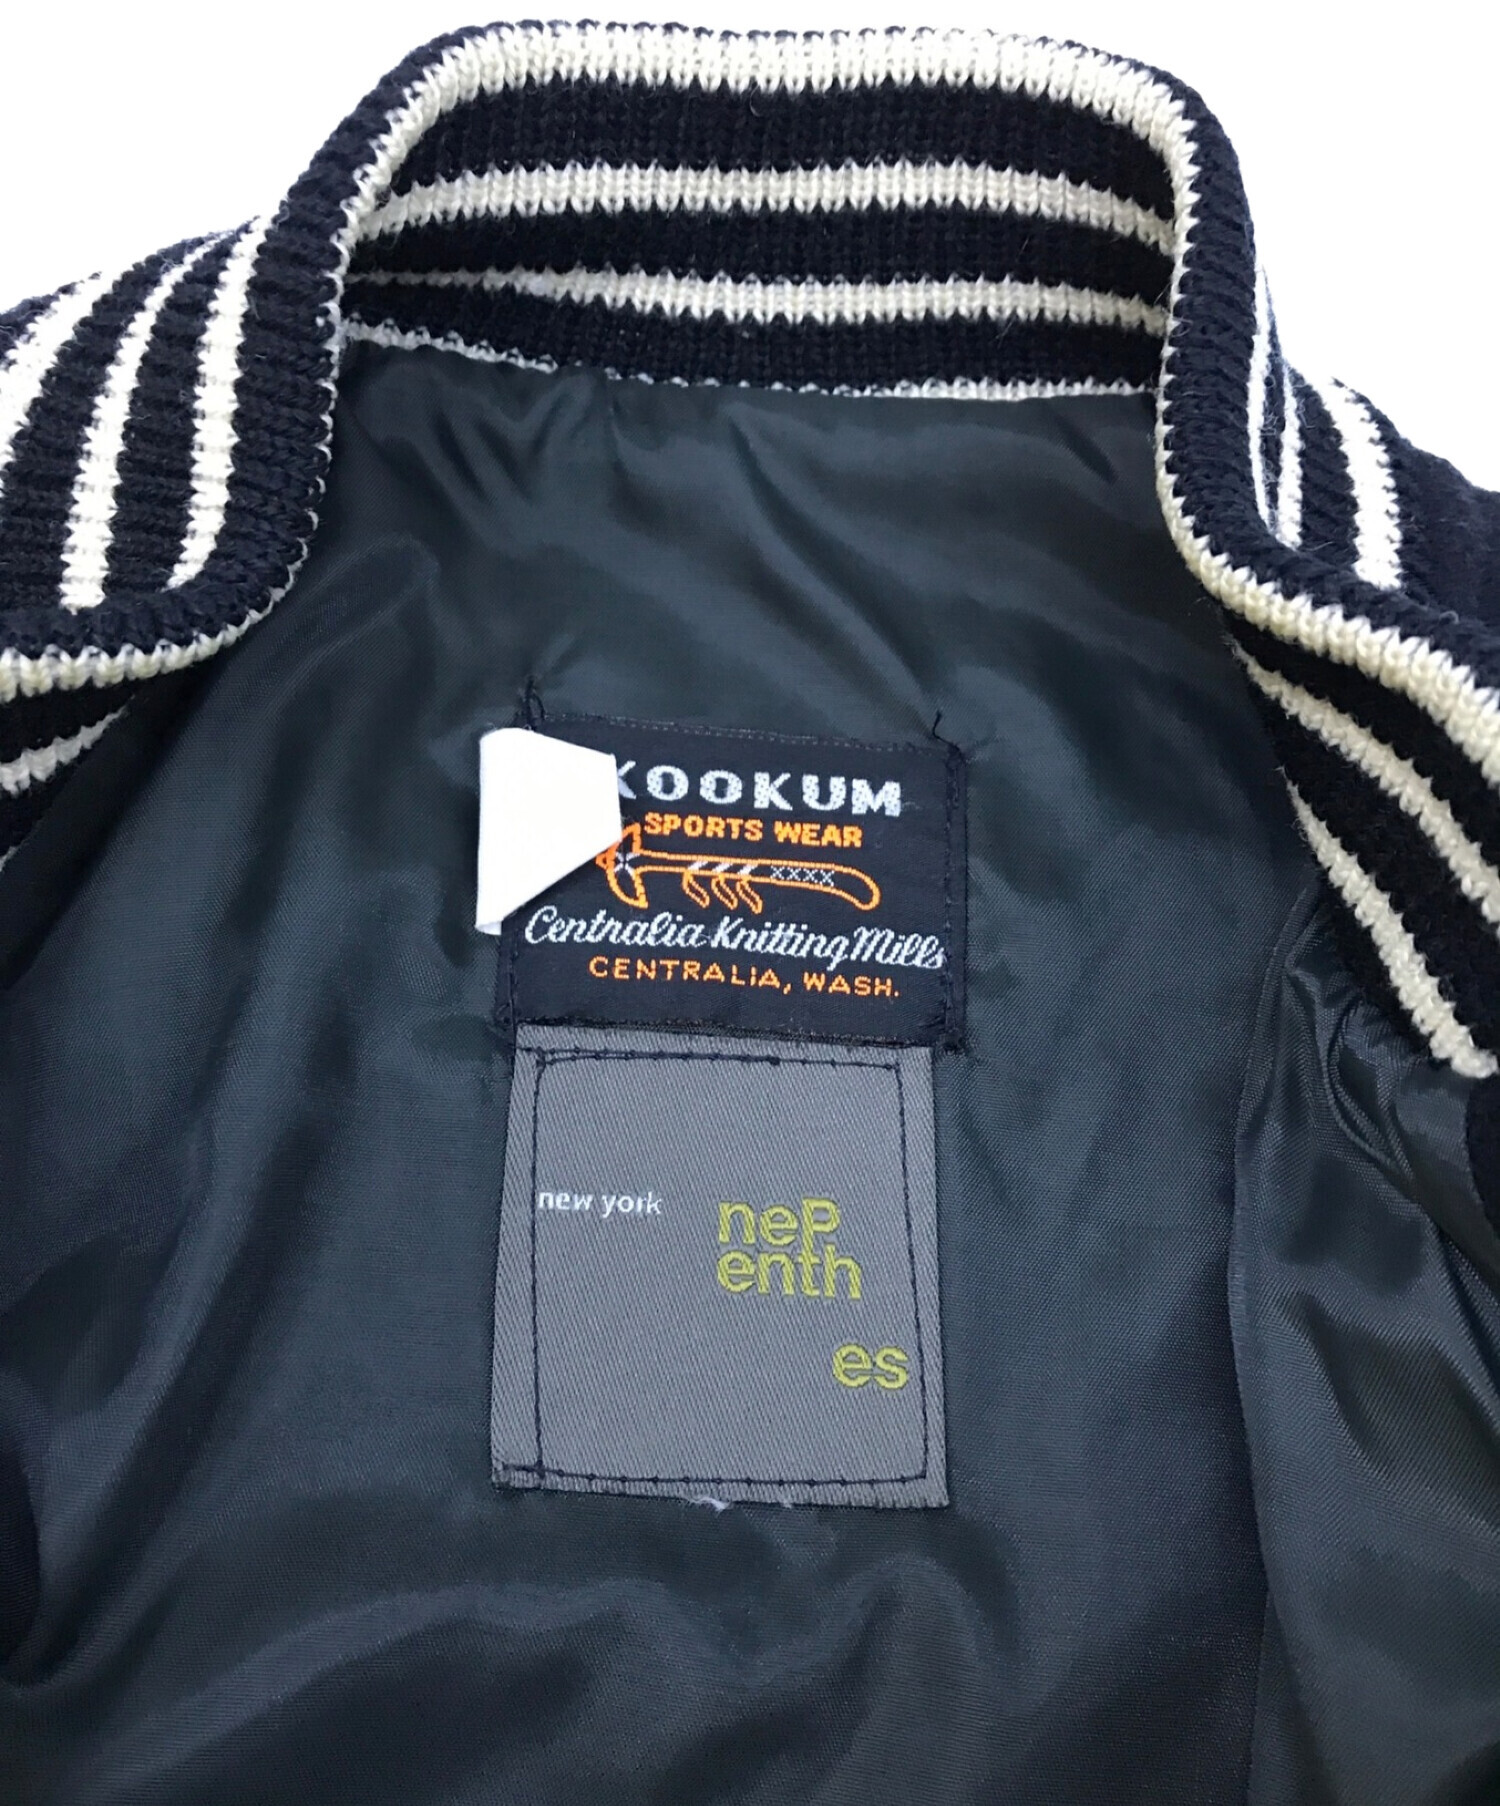 KOOKUM
SPORTS WEAR
XXXX
Centralia Knitting Mills
CENTRALIA, WASH.
new york
neP
enth
es